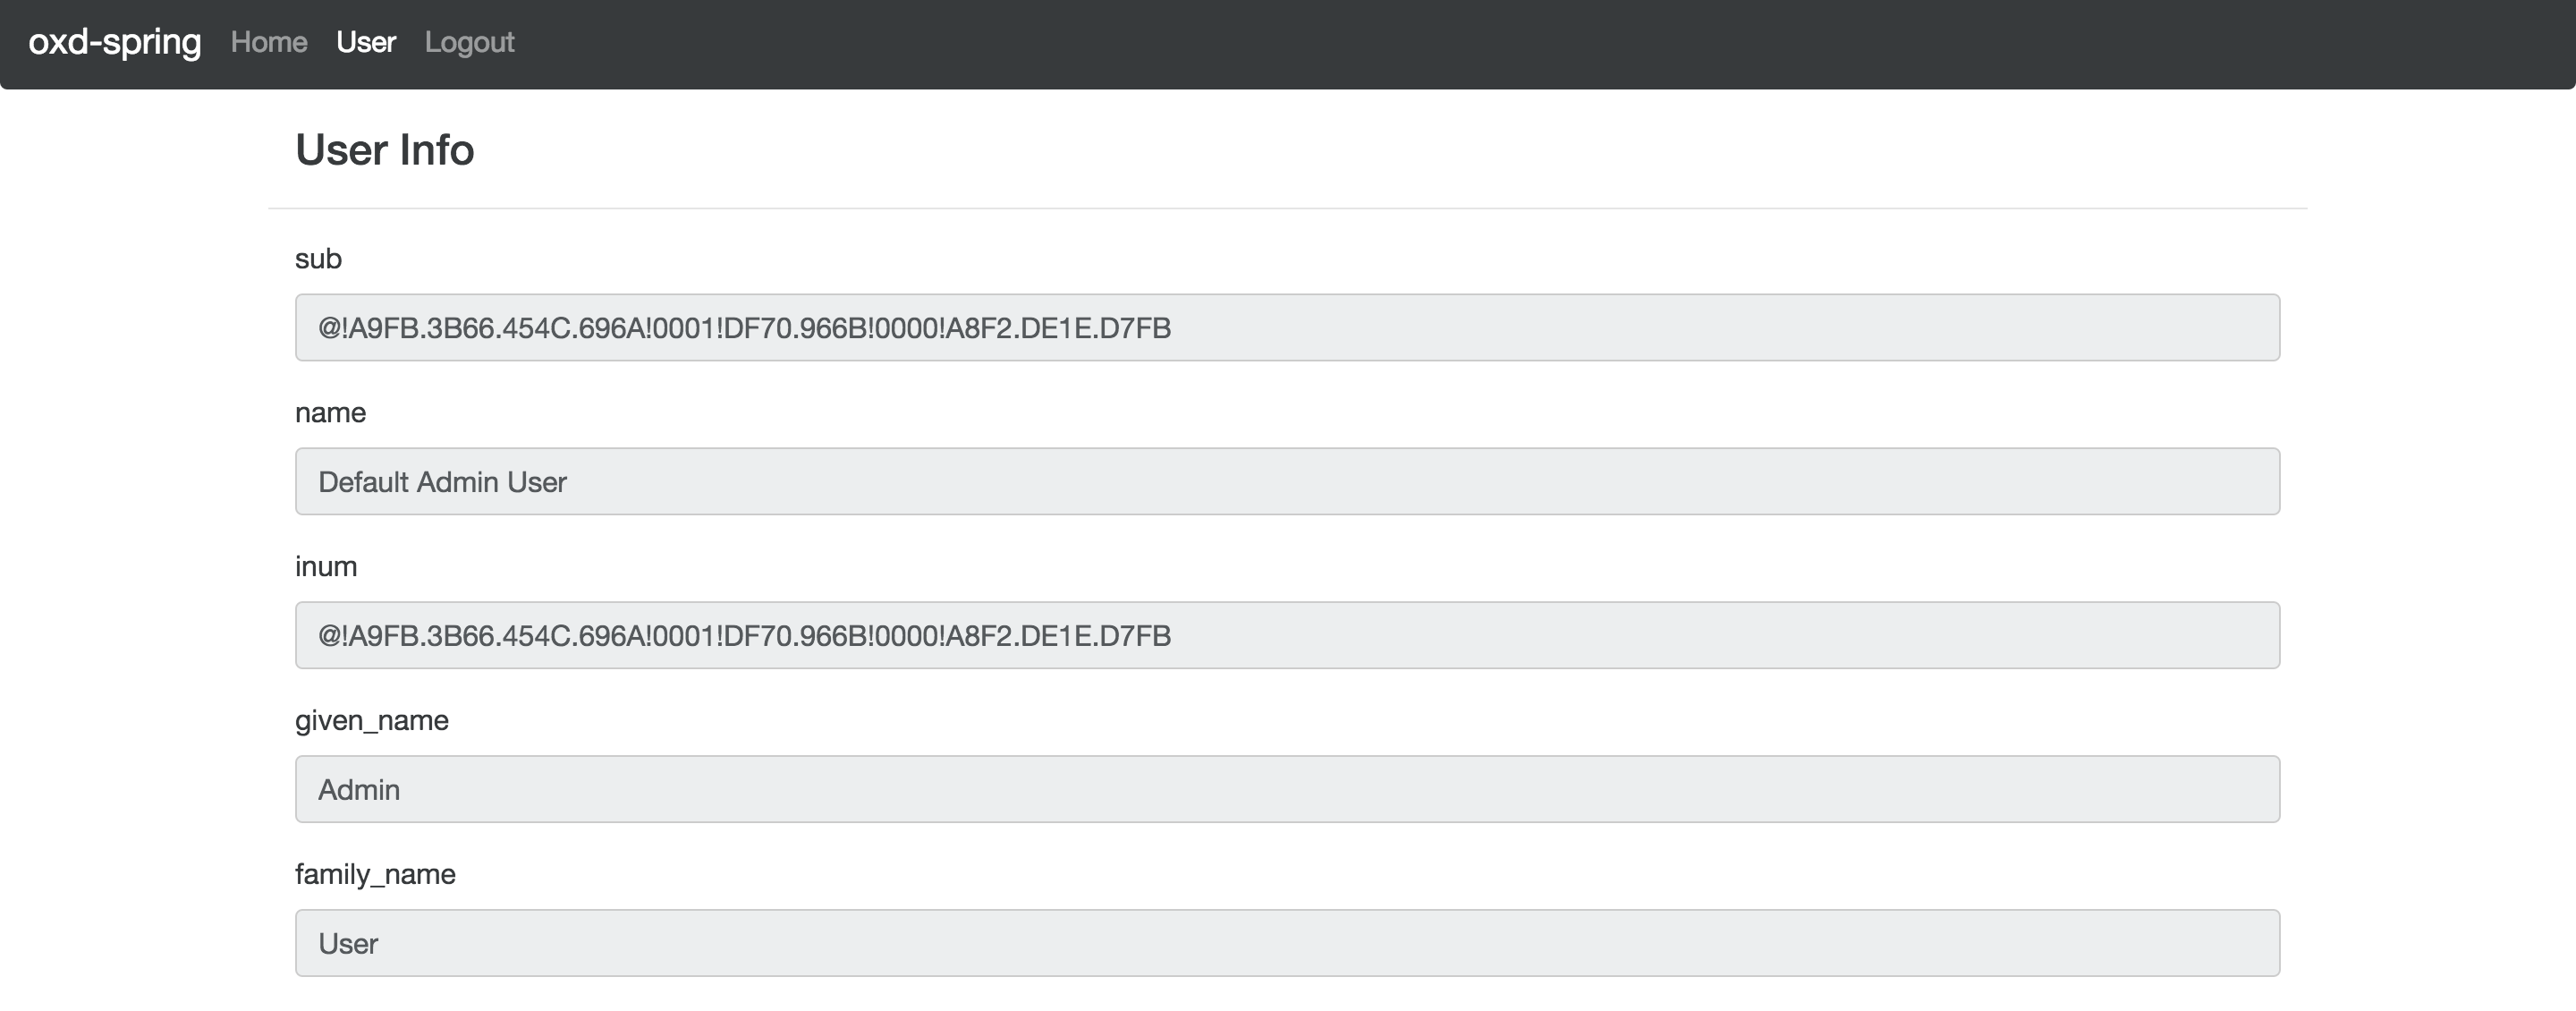 oxd-spring Home User Logout
User Info
sub
@!A9FB.3B66.454C.696A!0001!DF70.966B!0000!A8F2.DE1E.D7FB
name
Default Admin User
inum
@!A9FB.3B66.454C.696A!0001!DF70.966B!0000!A8F2.DE1E.D7FB
given_name
Admin
family_name
User